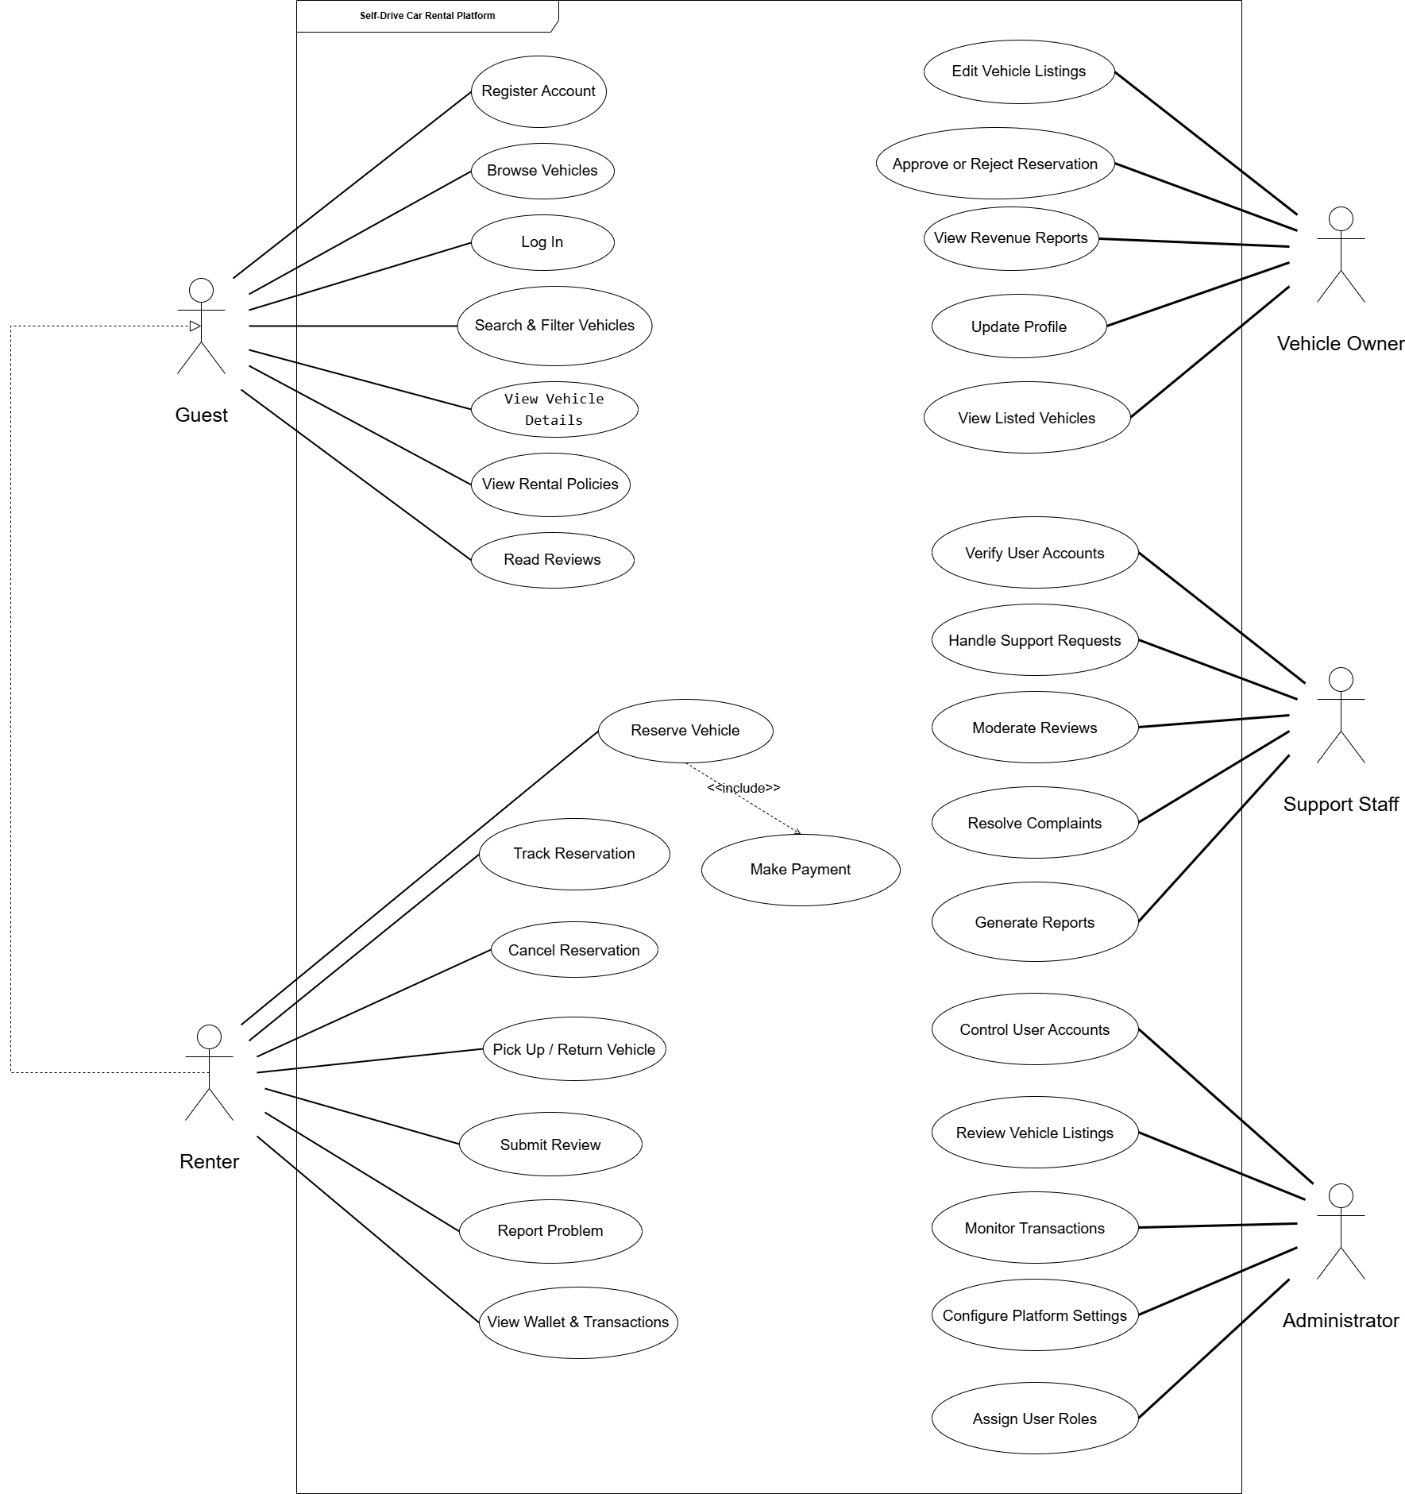 Self-Drive Car Rental Platform
Register Account
Browse Vehicles
Log In
Search & Filter Vehicles
View Vehicle
Details
View Rental Policies
Read Reviews
Guest
Edit Vehicle Listings
Approve or Reject Reservation
View Revenue Reports
Update Profile
View Listed Vehicles
Vehicle Owner
Verify User Accounts
Handle Support Requests
Moderate Reviews
Resolve Complaints
Generate Reports
Support Staff
Reserve Vehicle
<<include>>
Make Payment
Track Reservation
Cancel Reservation
Pick Up / Return Vehicle
Submit Review
Report Problem
View Wallet & Transactions
Renter
Control User Accounts
Review Vehicle Listings
Monitor Transactions
Configure Platform Settings
Assign User Roles
Administrator